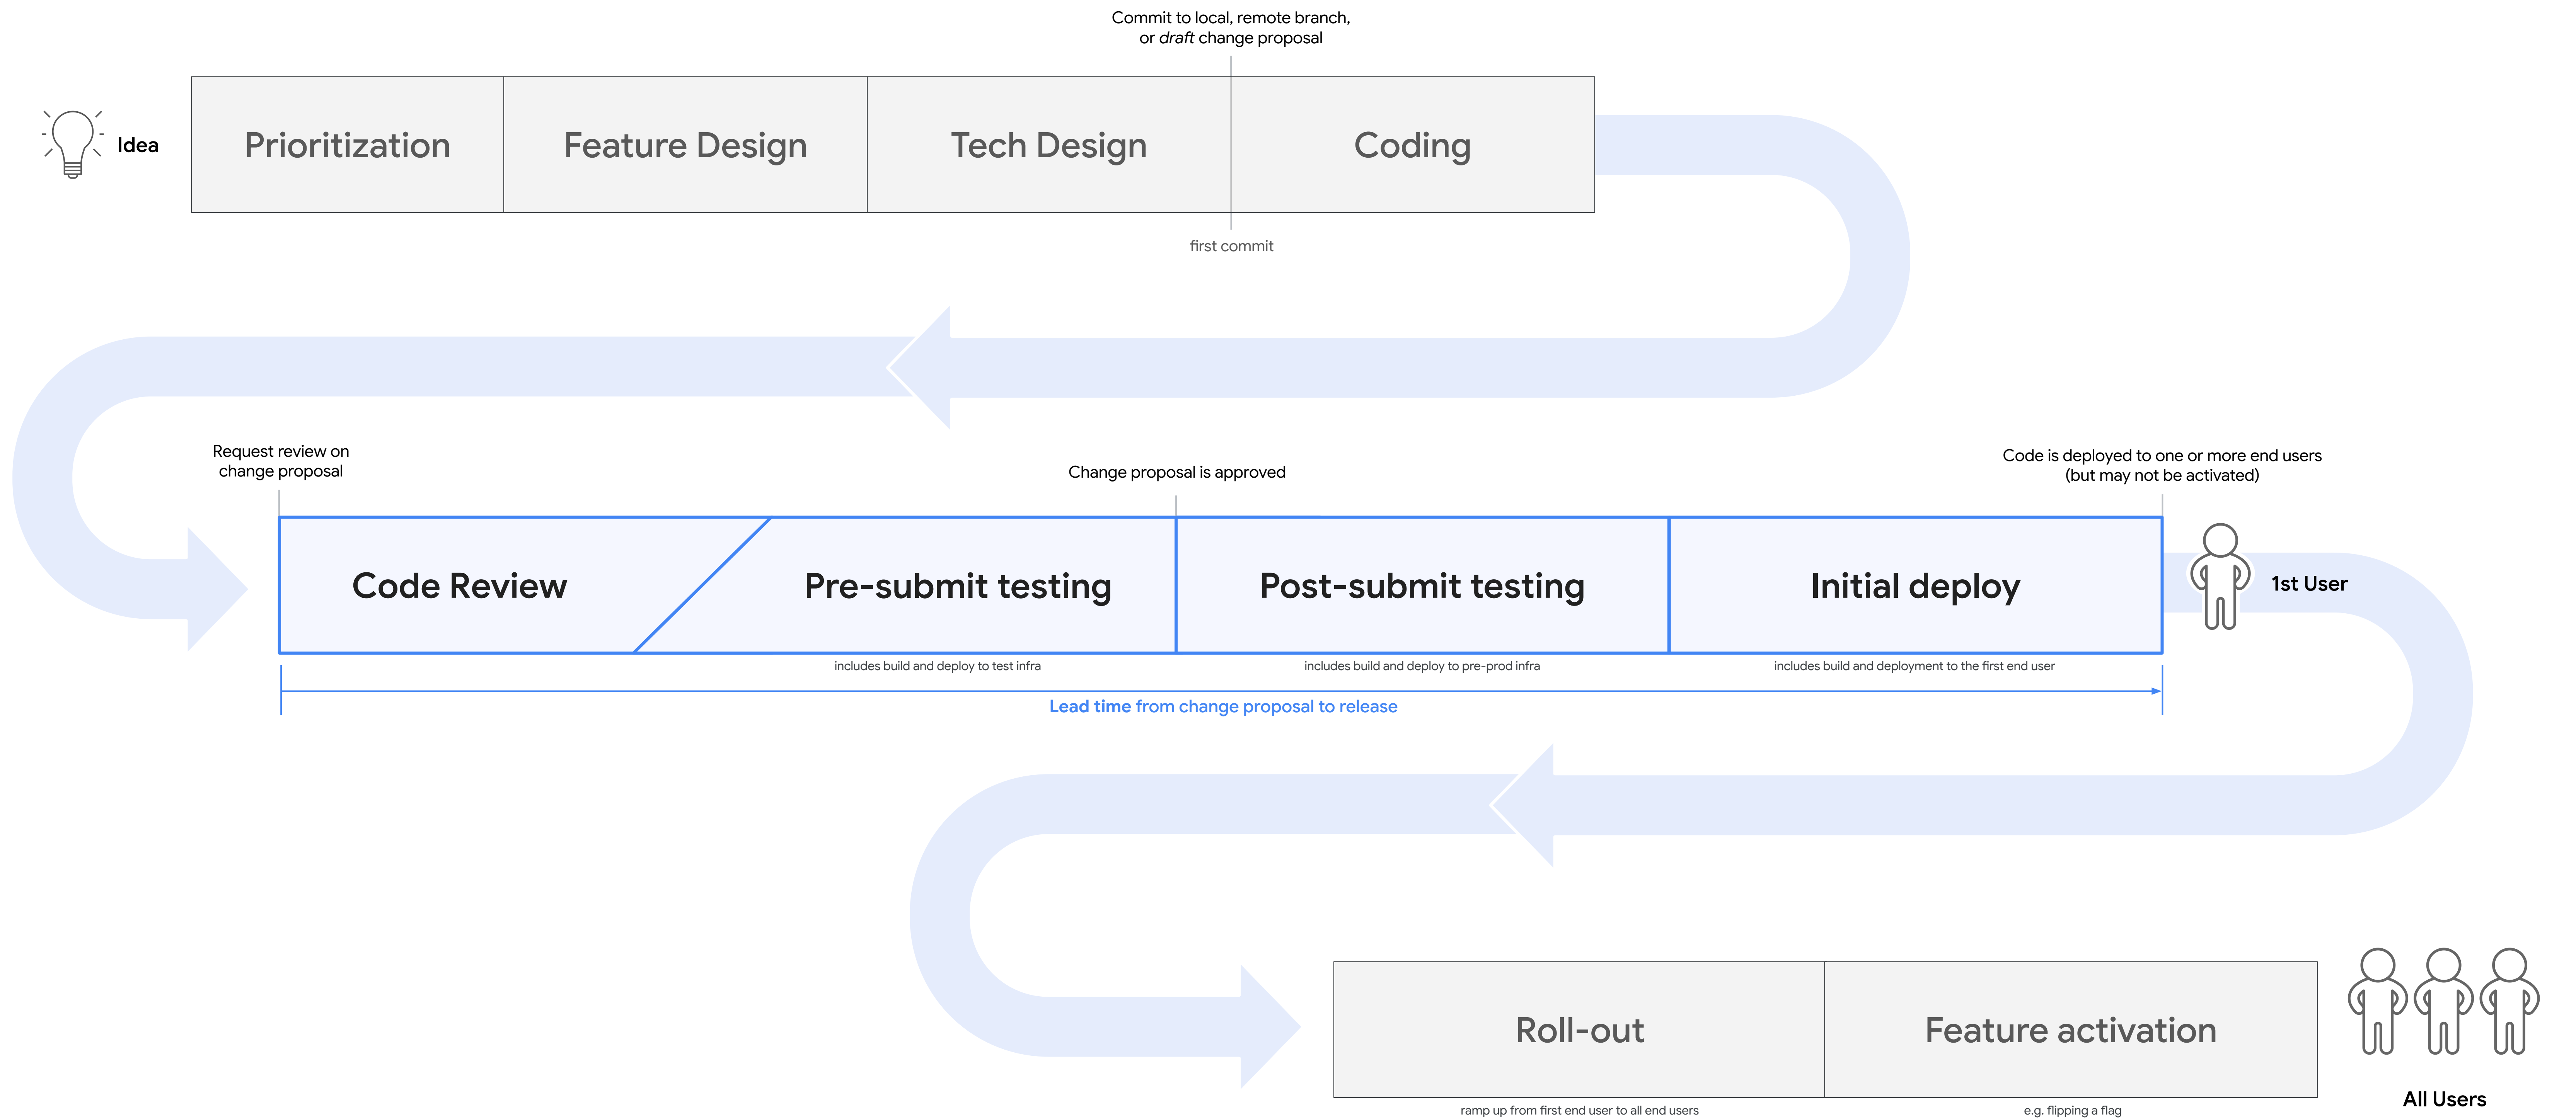 Commit to local, remote branch,
or draft change proposal
Idea
Prioritization
Feature Design
Tech Design
Coding
first commit
Request review on
change proposal
Change proposal is approved
Code is deployed to one or more end users
(but may not be activated)
Code Review
Pre-submit testing
Post-submit testing
Initial deploy
1st User
includes build and deploy to test infra
includes build and deploy to pre-prod infra
includes build and deployment to the first end user
Lead time from change proposal to release
Roll-out
Feature activation
All Users
ramp up from first end user to all end users
e.g. flipping a flag